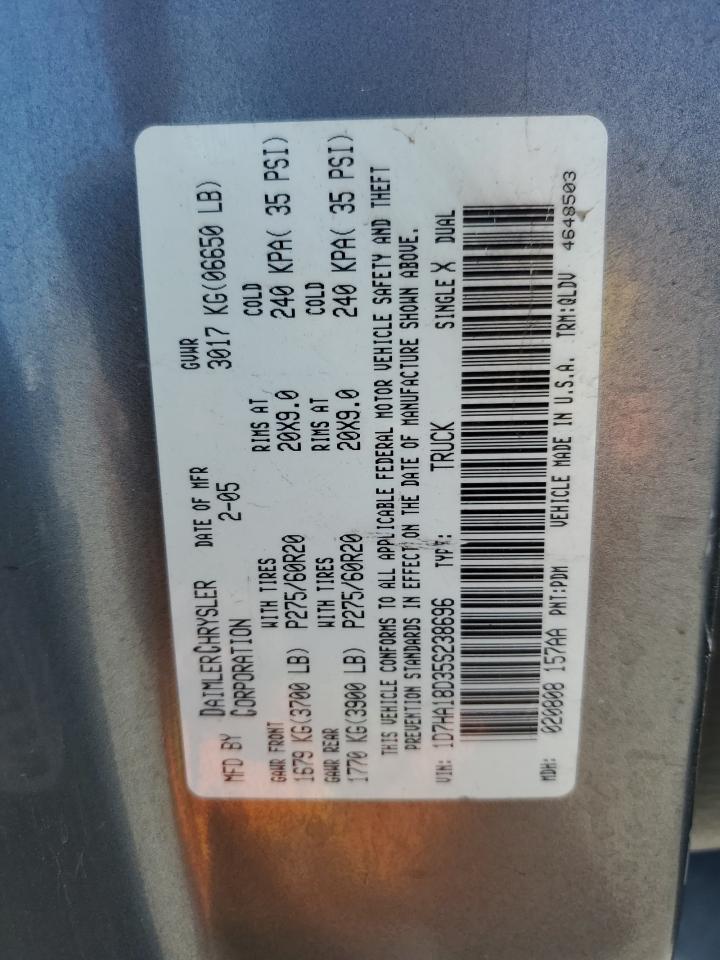 MFD BY DAIMLERCHRYSLER CORPORATION DATE OF MFR 2-05 GVWR 3017 KG(06650 LB)
GAWR FRONT WITH TIRES RIMS AT COLD
1679 KG(3700 LB) P275/60R20 20X9.0 240 KPA( 35 PSI)
GAWR REAR WITH TIRES RIMS AT COLD
1770 KG(3900 LB) P275/60R20 20X9.0 240 KPA( 35 PSI)
THIS VEHICLE CONFORMS TO ALL APPLICABLE FEDERAL MOTOR VEHICLE SAFETY AND THEFT
PREVENTION STANDARDS IN EFFECT ON THE DATE OF MANUFACTURE SHOWN ABOVE.
VIN: 1D7HA18D35S238696 TYPE: TRUCK SINGLE X DUAL
MDH: 020808 157AA PNT:PDM VEHICLE MADE IN U.S.A. TRM:QLDV 4648503